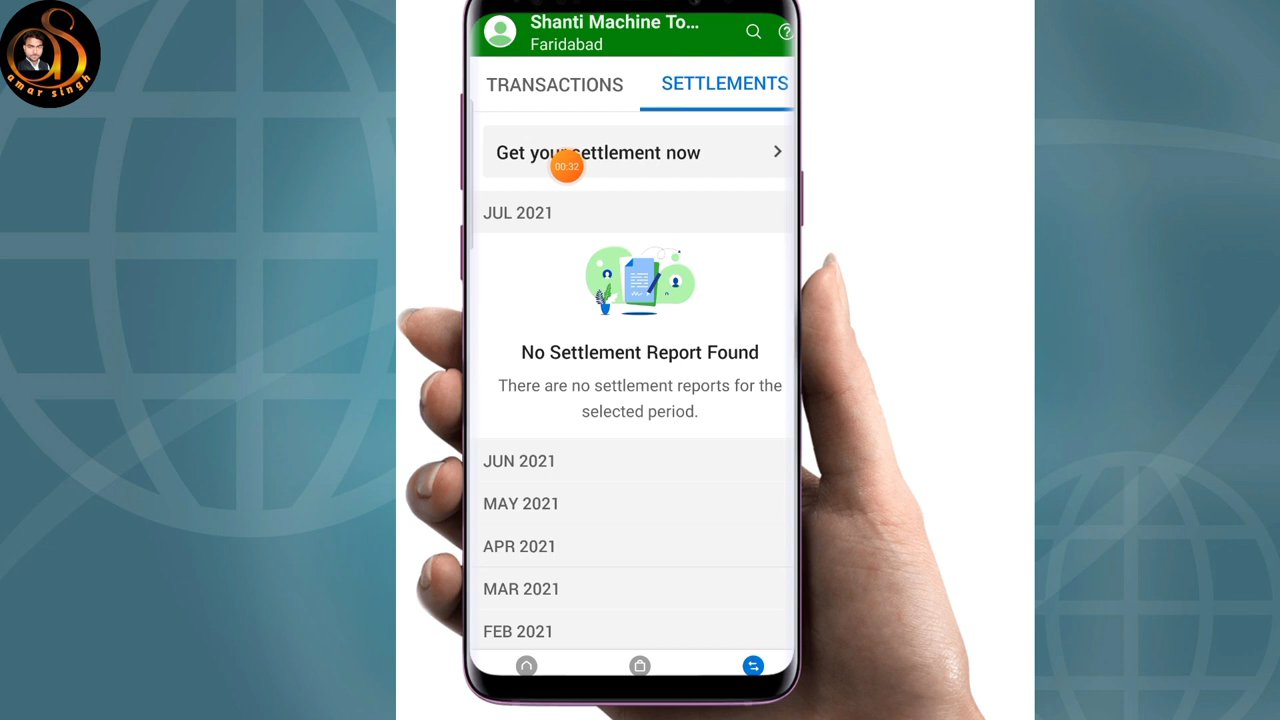 amar singh
Shanti Machine To...
Faridabad
TRANSACTIONS
SETTLEMENTS
Get your settlement now
00:32
JUL 2021
No Settlement Report Found
There are no settlement reports for the
selected period.
JUN 2021
MAY 2021
APR 2021
MAR 2021
FEB 2021